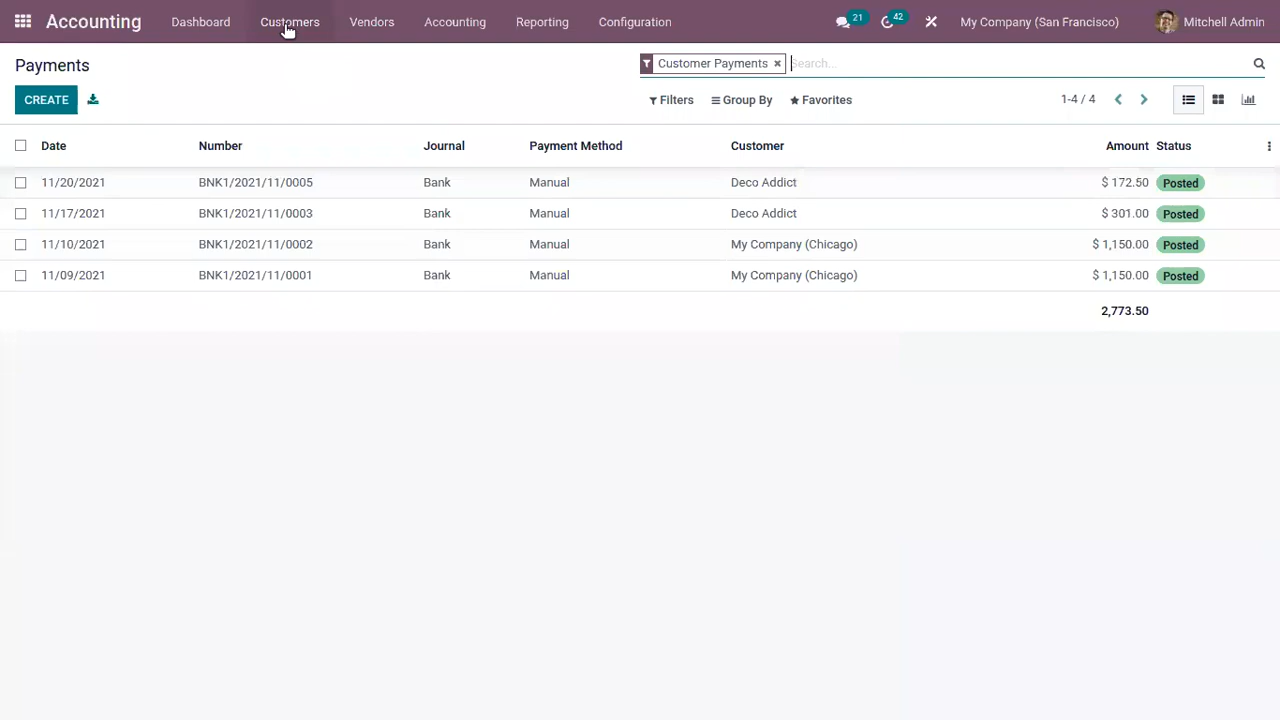 Accounting Dashboard Customers Vendors Accounting Reporting Configuration 21 42 My Company (San Francisco) Mitchell Admin
Payments Customer Payments × Search...
CREATE Filters Group By Favorites 1-4 / 4
Date Number Journal Payment Method Customer Amount Status
11/20/2021 BNK1/2021/11/0005 Bank Manual Deco Addict $ 172.50 Posted
11/17/2021 BNK1/2021/11/0003 Bank Manual Deco Addict $ 301.00 Posted
11/10/2021 BNK1/2021/11/0002 Bank Manual My Company (Chicago) $ 1,150.00 Posted
11/09/2021 BNK1/2021/11/0001 Bank Manual My Company (Chicago) $ 1,150.00 Posted
2,773.50